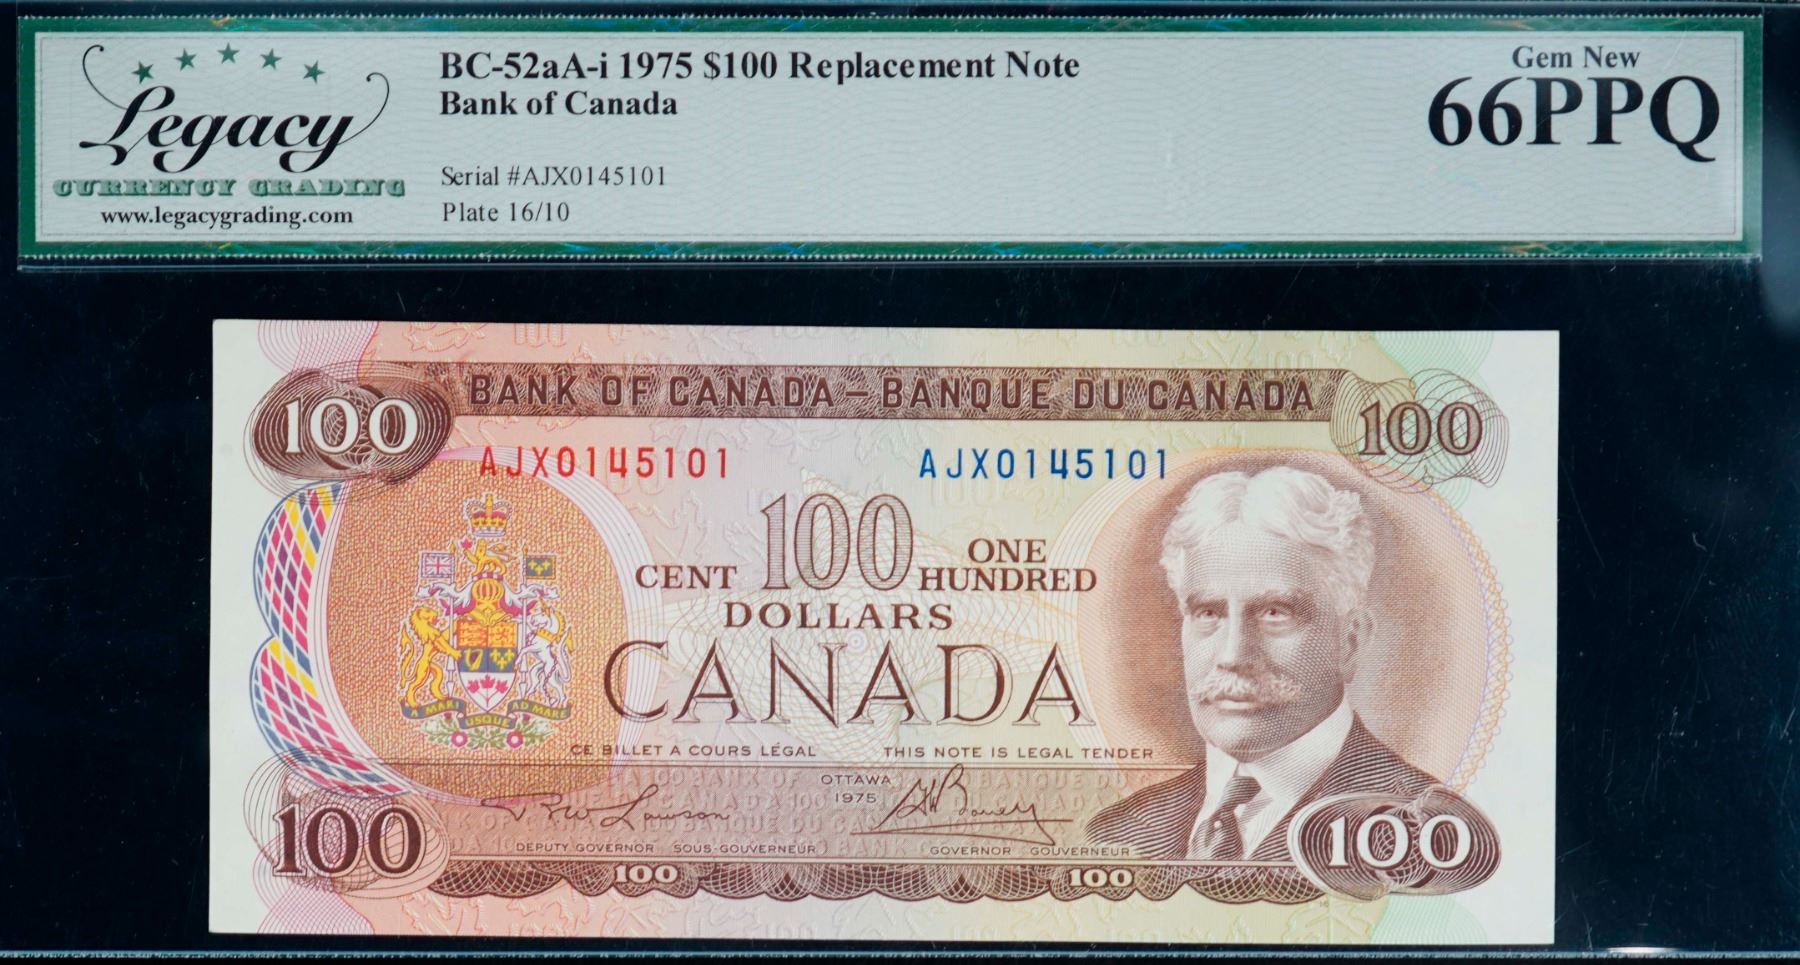 Legacy
CURRENCY GRADING
www.legacygrading.com
BC-52aA-i 1975 $100 Replacement Note
Bank of Canada
Serial #AJX0145101
Plate 16/10
Gem New
66PPQ
BANK OF CANADA – BANQUE DU CANADA
100
100
AJX0145101
AJX0145101
CENT 100 ONE HUNDRED
DOLLARS
CANADA
A MARI USQUE AD MARE
CE BILLET A COURS LÉGAL
THIS NOTE IS LEGAL TENDER
OTTAWA
1975
R W Lawson
G K Bouey
DEPUTY GOVERNOR SOUS-GOUVERNEUR
GOVERNOR GOUVERNEUR
100
100
100
100